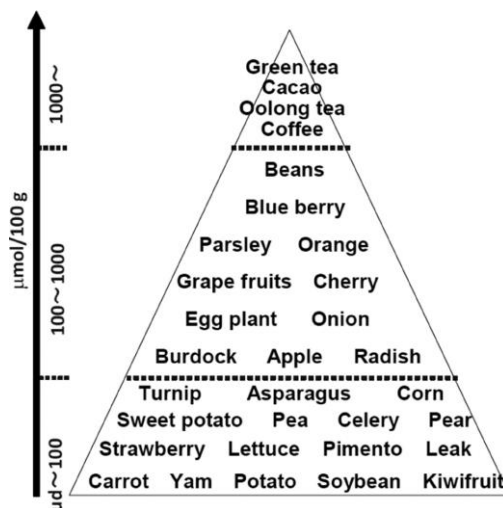 Green tea
Cacao
Oolong tea
Coffee
Beans
Blue berry
Parsley Orange
Grape fruits Cherry
Egg plant Onion
Burdock Apple Radish
Turnip Asparagus Corn
Sweet potato Pea Celery Pear
Strawberry Lettuce Pimento Leak
Carrot Yam Potato Soybean Kiwifruit
μmol/100 g
1000~
100~1000
ud~100